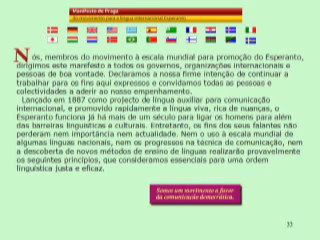 Manifesto de Praga
do movimento para a língua internacional Esperanto
Nós, membros do movimento à escala mundial para promoção do Esperanto,
dirigimos este manifesto a todos os governos, organizações internacionais e
pessoas de boa vontade. Declaramos a nossa firme intenção de continuar a
trabalhar para os fins aqui expressos e convidamos todas as pessoas e
colectividades a aderir ao nosso empenhamento.
Lançado em 1887 como projecto de língua auxiliar para comunicação
internacional, e promovido rapidamente a língua viva, rica de nuanças, o
Esperanto funciona já há mais de um século para ligar os homens para além
das barreiras linguísticas e culturais. Entretanto, os fins dos seus falantes não
perderam nem importância nem actualidade. Nem o uso à escala mundial de
algumas línguas nacionais, nem os progressos na técnica de comunicação, nem
a descoberta de novos métodos de ensino de línguas realizarão provavelmente
os seguintes princípios, que consideramos essenciais para uma ordem
linguística justa e eficaz.
Somos um movimento a favor
da comunicação democrática.
33